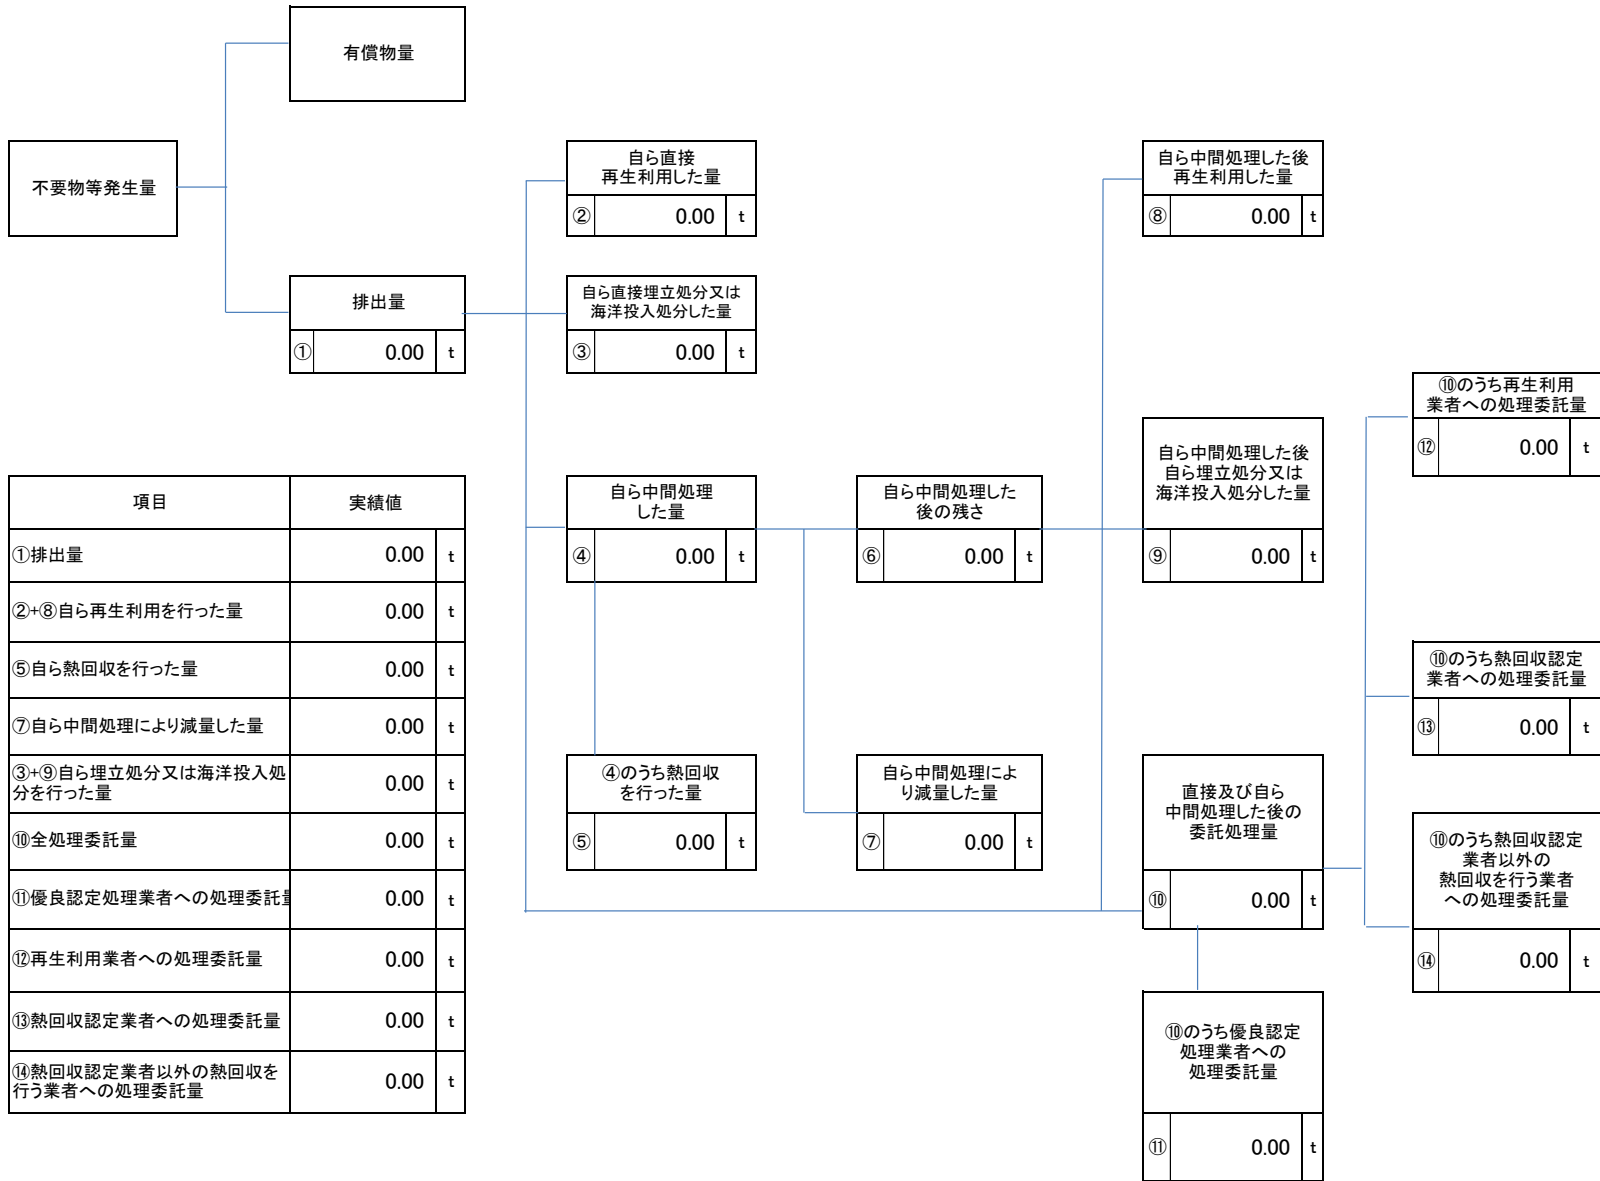 有償物量
不要物等発生量
排出量
① 0.00 t
自ら直接
再生利用した量
② 0.00 t
自ら直接埋立処分又は
海洋投入処分した量
③ 0.00 t
自ら中間処理
した量
④ 0.00 t
④のうち熱回収
を行った量
⑤ 0.00 t
自ら中間処理した
後の残さ
⑥ 0.00 t
自ら中間処理によ
り減量した量
⑦ 0.00 t
自ら中間処理した後
再生利用した量
⑧ 0.00 t
自ら中間処理した後
自ら埋立処分又は
海洋投入処分した量
⑨ 0.00 t
直接及び自ら
中間処理した後の
委託処理量
⑩ 0.00 t
⑩のうち優良認定
処理業者への
処理委託量
⑪ 0.00 t
⑩のうち再生利用
業者への処理委託量
⑫ 0.00 t
⑩のうち熱回収認定
業者への処理委託量
⑬ 0.00 t
⑩のうち熱回収認定
業者以外の
熱回収を行う業者
への処理委託量
⑭ 0.00 t
項目 実績値
①排出量 0.00 t
②+⑧自ら再生利用を行った量 0.00 t
⑤自ら熱回収を行った量 0.00 t
⑦自ら中間処理により減量した量 0.00 t
③+⑨自ら埋立処分又は海洋投入処
分を行った量 0.00 t
⑩全処理委託量 0.00 t
⑪優良認定処理業者への処理委託量 0.00 t
⑫再生利用業者への処理委託量 0.00 t
⑬熱回収認定業者への処理委託量 0.00 t
⑭熱回収認定業者以外の熱回収を
行う業者への処理委託量 0.00 t